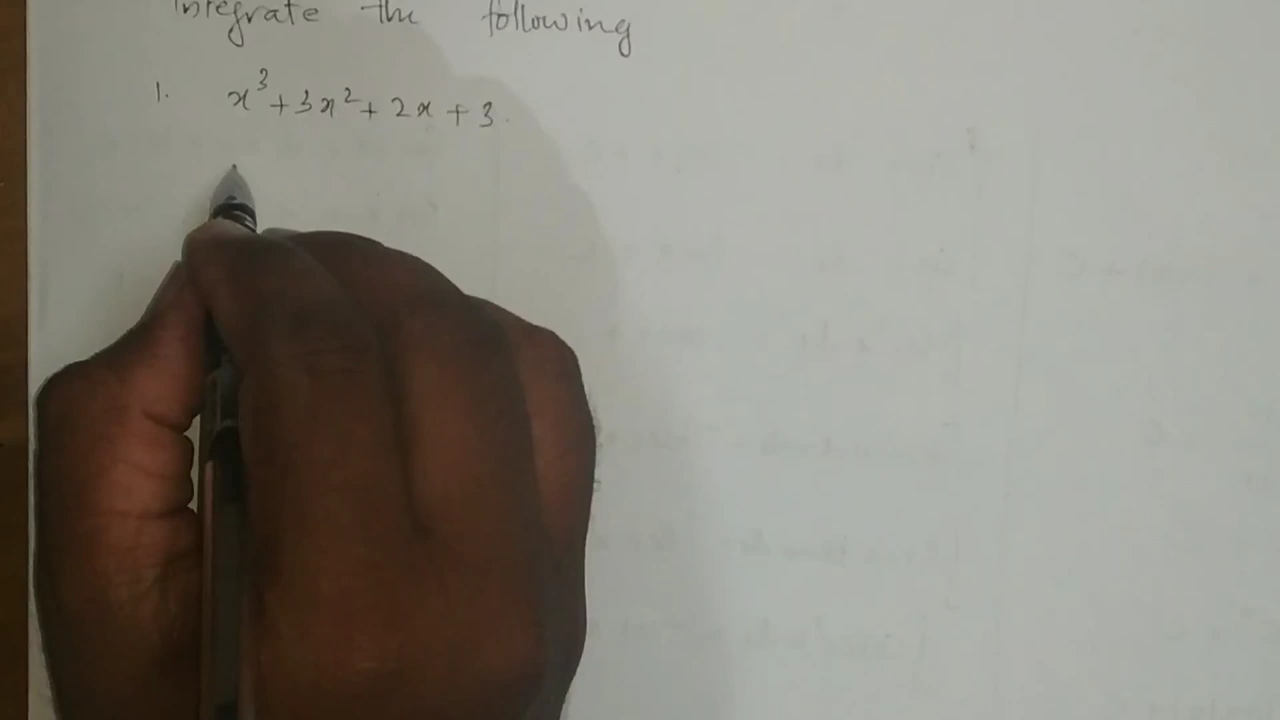 Integrate the following
1. x³ + 3x² + 2x + 3.